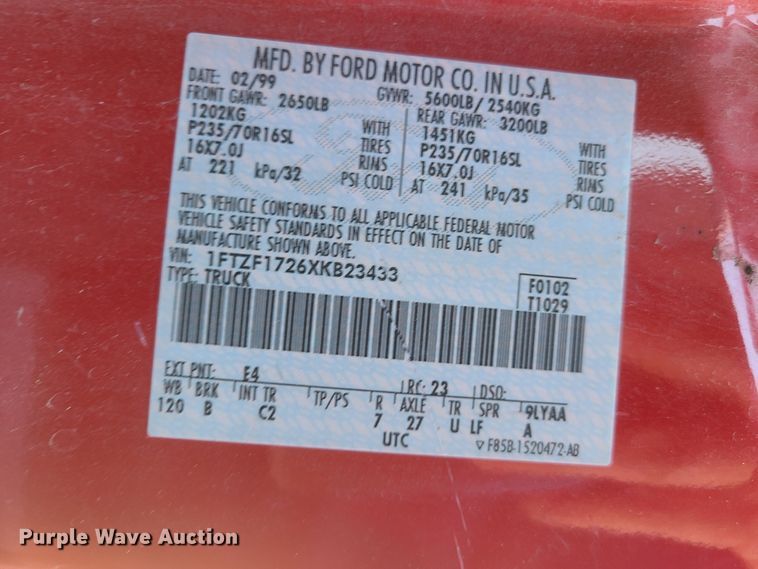 MFD. BY FORD MOTOR CO. IN U.S.A.
DATE: 02/99 GVWR: 5600LB/ 2540KG
FRONT GAWR: 2650LB REAR GAWR: 3200LB
1202KG WITH 1451KG WITH
P235/70R16SL TIRES P235/70R16SL TIRES
16X7.0J RIMS 16X7.0J RIMS
AT 221 kPa/32 PSI COLD AT 241 kPa/35 PSI COLD
THIS VEHICLE CONFORMS TO ALL APPLICABLE FEDERAL MOTOR
VEHICLE SAFETY STANDARDS IN EFFECT ON THE DATE OF
MANUFACTURE SHOWN ABOVE.
VIN: 1FTZF1726XKB23433 F0102
TYPE: TRUCK T1029
EXT PNT: E4 RC: 23 DSO:
WB BRK INT TR TP/PS R AXLE TR SPR 9LYAA
120 B C2 7 27 U LF A
UTC ▽ F85B-1520472-AB
Purple Wave Auction